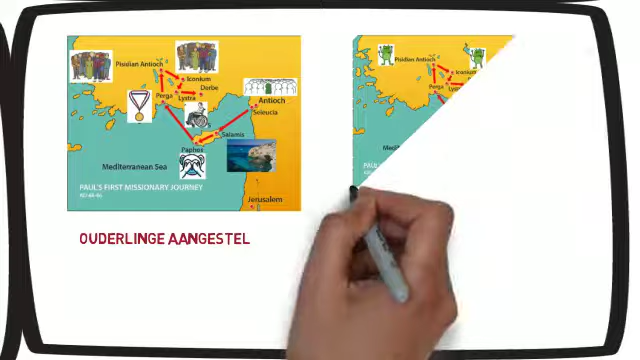 Pisidian Antioch
Iconium
Derbe
Lystra
Perga
Antioch
Seleucia
Salamis
Paphos
Mediterranean Sea
PAUL'S FIRST MISSIONARY JOURNEY
Jerusalem
OUDERLINGE AANGESTEL
Pisidian Antioch
Iconium
Perga
Lystra